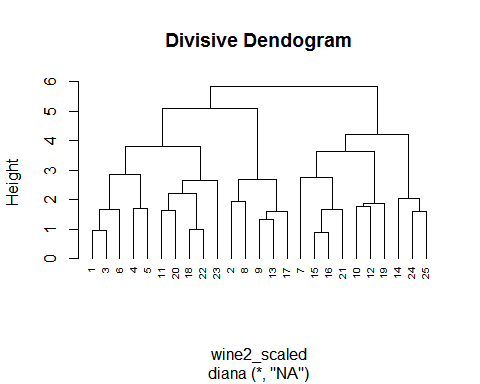 Divisive Dendogram
Height
0 1 2 3 4 5 6
1 3 6 4 5 11 20 18 22 23 2 8 9 13 17 7 15 16 21 10 12 19 14 24 25
wine2_scaled
diana (*, "NA")